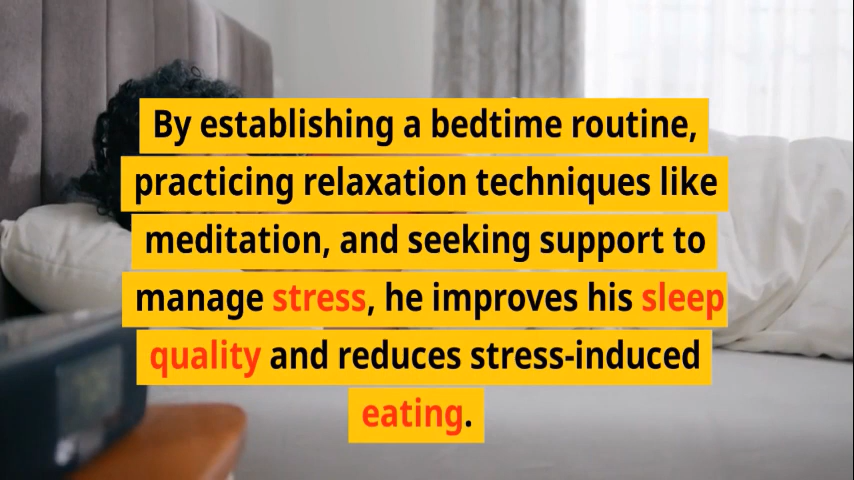 By establishing a bedtime routine,
practicing relaxation techniques like
meditation, and seeking support to
manage stress, he improves his sleep
quality and reduces stress-induced
eating.